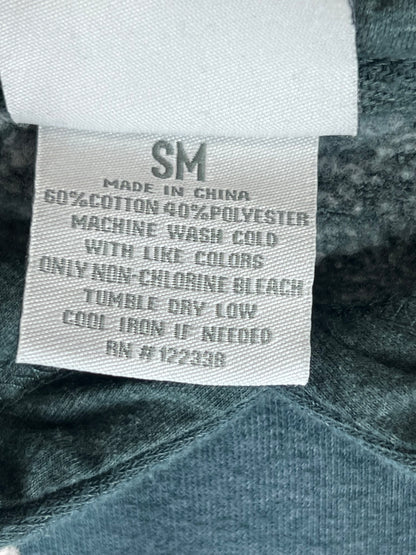 SM
MADE IN CHINA
60%COTTON 40%POLYESTER
MACHINE WASH COLD
WITH LIKE COLORS
ONLY NON-CHLORINE BLEACH
TUMBLE DRY LOW
COOL IRON IF NEEDED
RN #122338